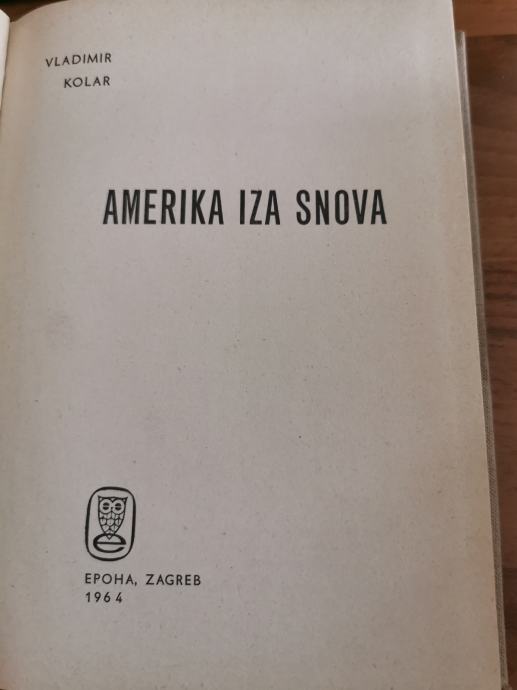 VLADIMIR
KOLAR
AMERIKA IZA SNOVA
e
EPOHA, ZAGREB
1964